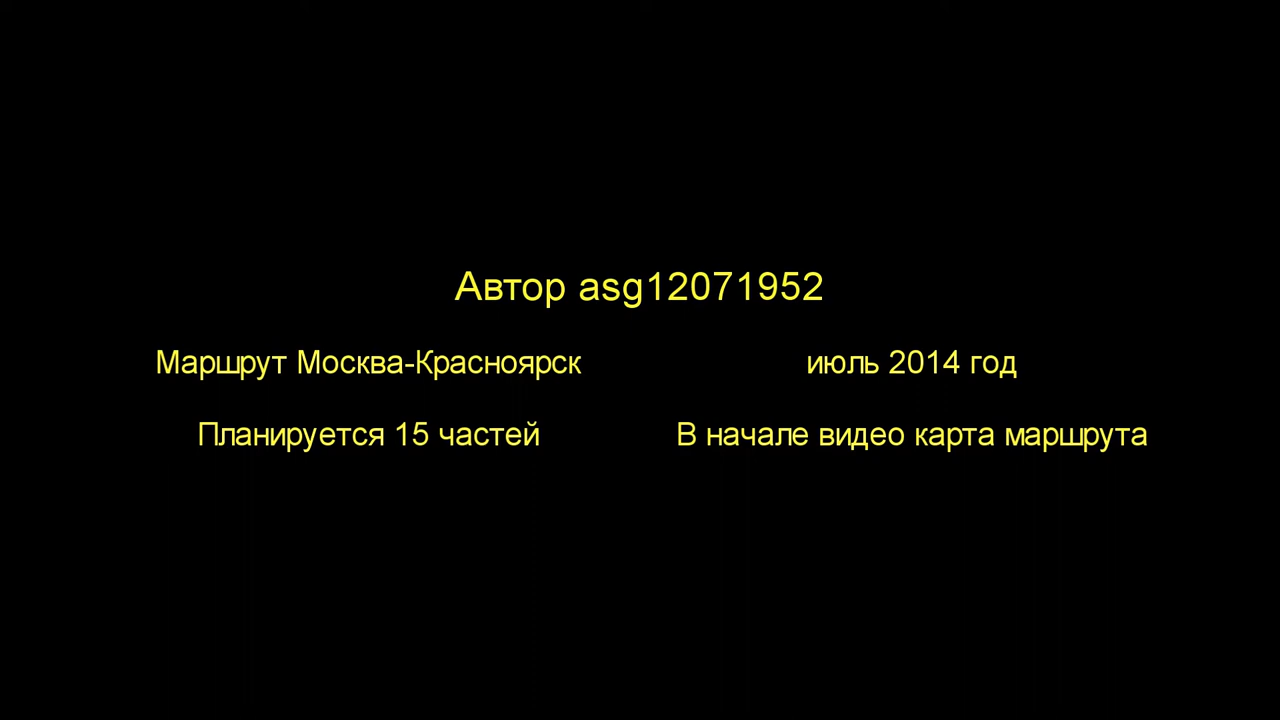 Автор asg12071952
Маршрут Москва-Красноярск июль 2014 год
Планируется 15 частей В начале видео карта маршрута